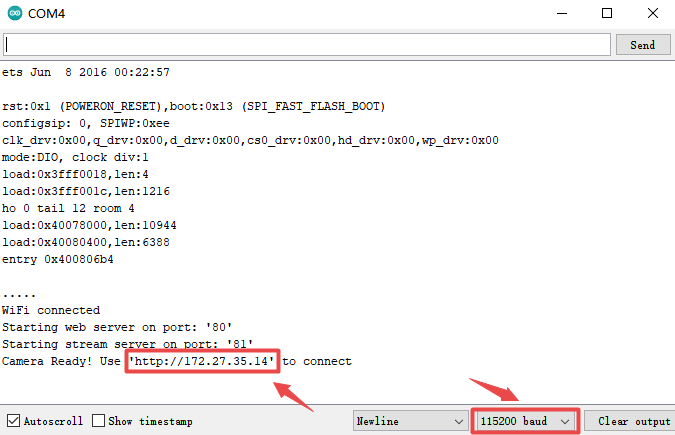 COM4
Send
ets Jun  8 2016 00:22:57
rst:0x1 (POWERON_RESET),boot:0x13 (SPI_FAST_FLASH_BOOT)
configsip: 0, SPIWP:0xee
clk_drv:0x00,q_drv:0x00,d_drv:0x00,cs0_drv:0x00,hd_drv:0x00,wp_drv:0x00
mode:DIO, clock div:1
load:0x3fff0018,len:4
load:0x3fff001c,len:1216
ho 0 tail 12 room 4
load:0x40078000,len:10944
load:0x40080400,len:6388
entry 0x400806b4
.....
WiFi connected
Starting web server on port: '80'
Starting stream server on port: '81'
Camera Ready! Use 'http://172.27.35.14' to connect
Autoscroll Show timestamp Newline 115200 baud Clear output